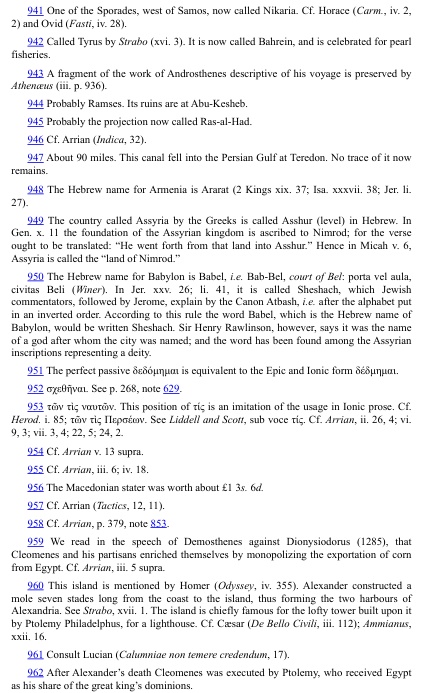 941 One of the Sporades, west of Samos, now called Nikaria. Cf. Horace (Carm., iv. 2,
2) and Ovid (Fasti, iv. 28).
942 Called Tyrus by Strabo (xvi. 3). It is now called Bahrein, and is celebrated for pearl
fisheries.
943 A fragment of the work of Androsthenes descriptive of his voyage is preserved by
Athenæus (iii. p. 936).
944 Probably Ramses. Its ruins are at Abu-Kesheb.
945 Probably the projection now called Ras-al-Had.
946 Cf. Arrian (Indica, 32).
947 About 90 miles. This canal fell into the Persian Gulf at Teredon. No trace of it now
remains.
948 The Hebrew name for Armenia is Ararat (2 Kings xix. 37; Isa. xxxvii. 38; Jer. li.
27).
949 The country called Assyria by the Greeks is called Asshur (level) in Hebrew. In
Gen. x. 11 the foundation of the Assyrian kingdom is ascribed to Nimrod; for the verse
ought to be translated: “He went forth from that land into Asshur.” Hence in Micah v. 6,
Assyria is called the “land of Nimrod.”
950 The Hebrew name for Babylon is Babel, i.e. Bab-Bel, court of Bel: porta vel aula,
civitas Beli (Winer). In Jer. xxv. 26; li. 41, it is called Sheshach, which Jewish
commentators, followed by Jerome, explain by the Canon Atbash, i.e. after the alphabet put
in an inverted order. According to this rule the word Babel, which is the Hebrew name of
Babylon, would be written Sheshach. Sir Henry Rawlinson, however, says it was the name
of a god after whom the city was named; and the word has been found among the Assyrian
inscriptions representing a deity.
951 The perfect passive δεδόμημαι is equivalent to the Epic and Ionic form δέδμημαι.
952 σχεθῆναι. See p. 268, note 629.
953 τῶν τὶς ναυτῶν. This position of τίς is an imitation of the usage in Ionic prose. Cf.
Herod. i. 85; τῶν τὶς Περσέων. See Liddell and Scott, sub voce τίς. Cf. Arrian, ii. 26, 4; vi.
9, 3; vii. 3, 4; 22, 5; 24, 2.
954 Cf. Arrian v. 13 supra.
955 Cf. Arrian, iii. 6; iv. 18.
956 The Macedonian stater was worth about £1 3s. 6d.
957 Cf. Arrian (Tactics, 12, 11).
958 Cf. Arrian, p. 379, note 853.
959 We read in the speech of Demosthenes against Dionysiodorus (1285), that
Cleomenes and his partisans enriched themselves by monopolizing the exportation of corn
from Egypt. Cf. Arrian, iii. 5 supra.
960 This island is mentioned by Homer (Odyssey, iv. 355). Alexander constructed a
mole seven stades long from the coast to the island, thus forming the two harbours of
Alexandria. See Strabo, xvii. 1. The island is chiefly famous for the lofty tower built upon it
by Ptolemy Philadelphus, for a lighthouse. Cf. Cæsar (De Bello Civili, iii. 112); Ammianus,
xxii. 16.
961 Consult Lucian (Calumniae non temere credendum, 17).
962 After Alexander’s death Cleomenes was executed by Ptolemy, who received Egypt
as his share of the great king’s dominions.